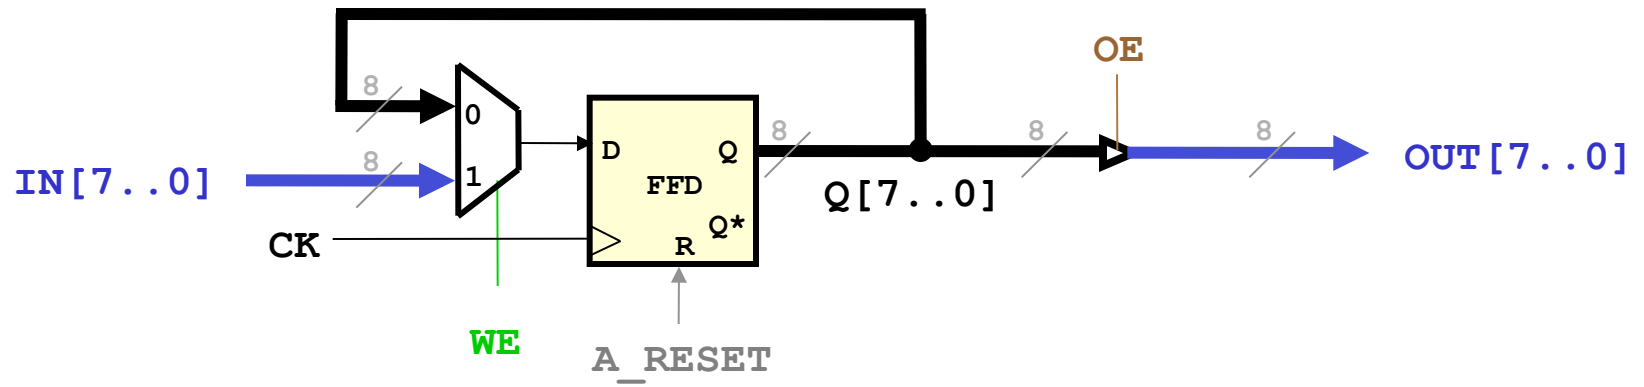 OE
8
8
8
8
8
0
1
IN[7..0]
D
Q
FFD
Q*
R
CK
Q[7..0]
OUT[7..0]
WE
A_RESET